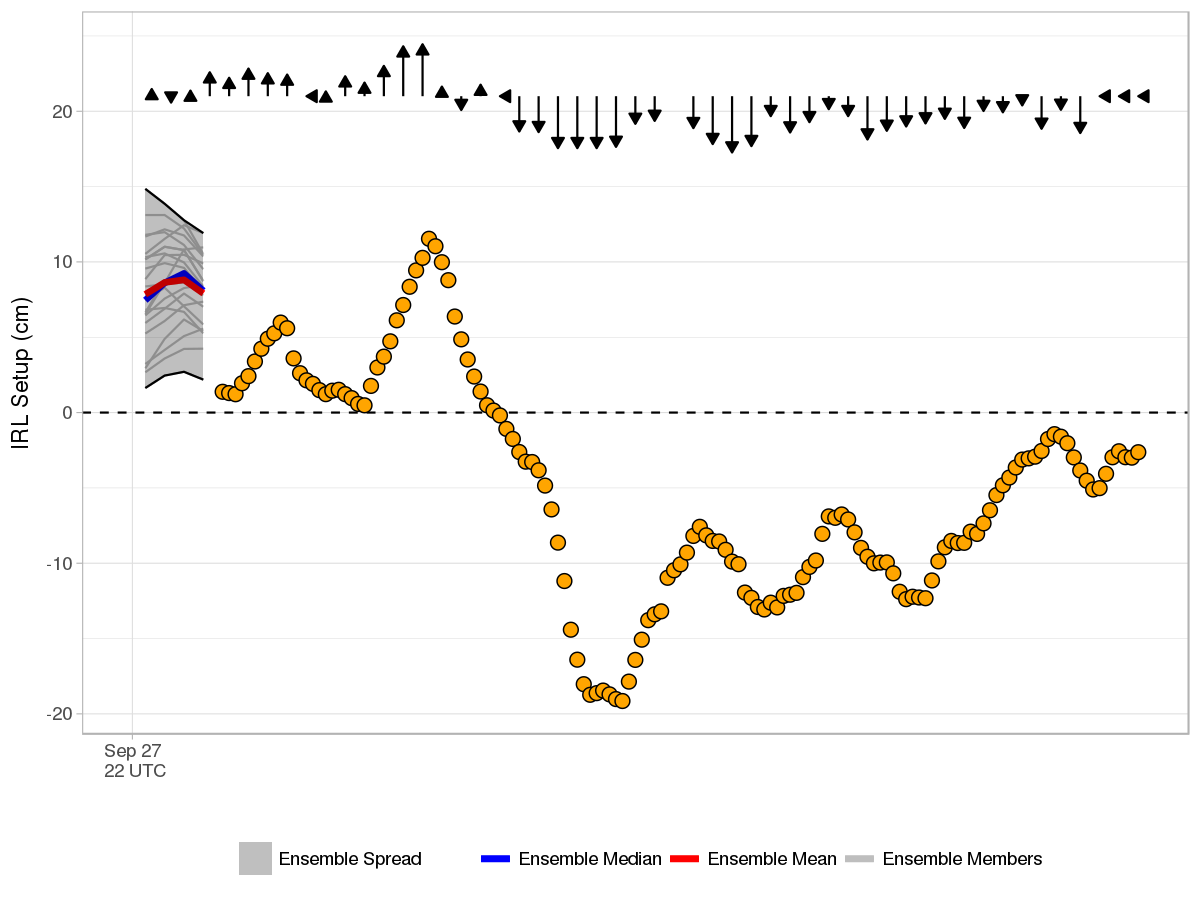 20
10
0
-10
-20
IRL Setup (cm)
Sep 27
22 UTC
Ensemble Spread
Ensemble Median
Ensemble Mean
Ensemble Members